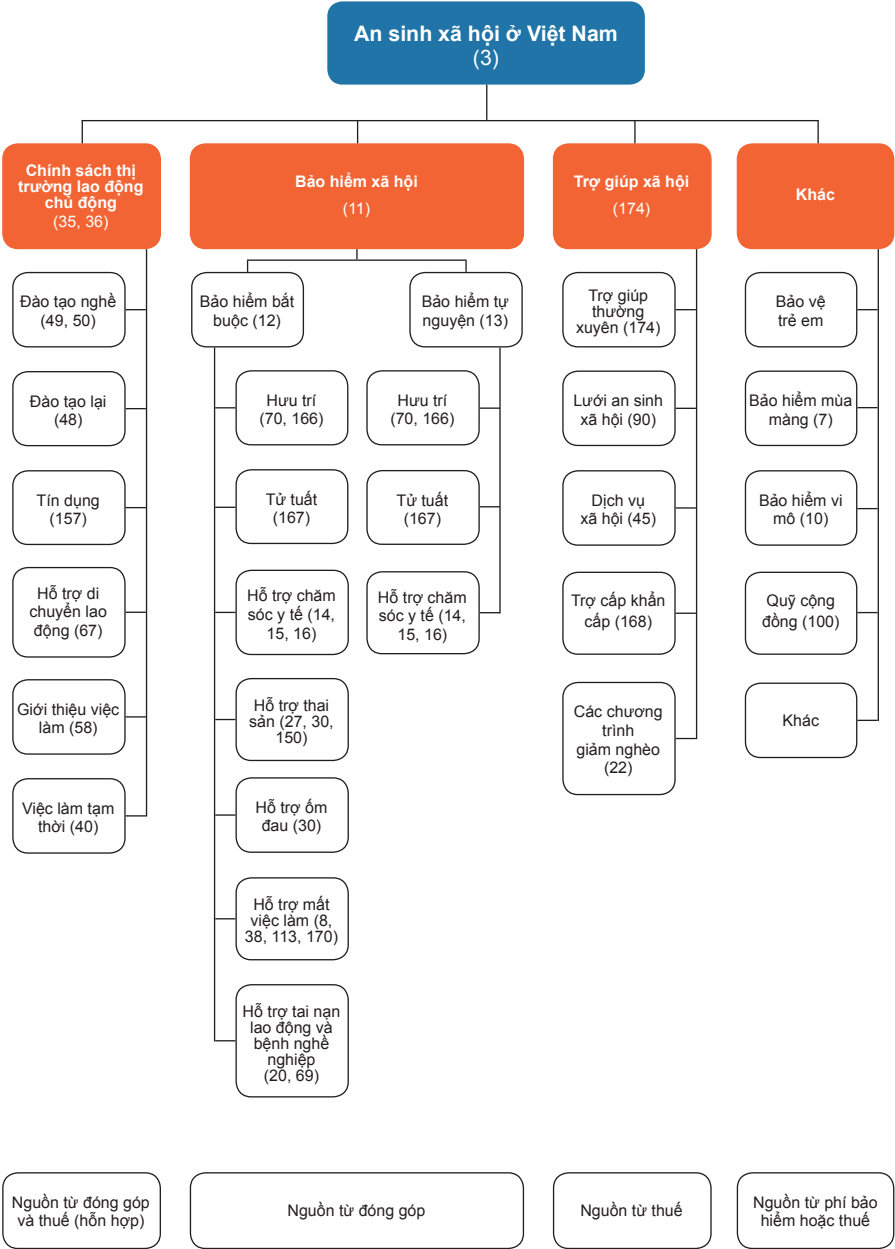 An sinh xã hội ở Việt Nam
(3)
Chính sách thị
trường lao động
chủ động
(35, 36)
Đào tạo nghề
(49, 50)
Đào tạo lại
(48)
Tín dụng
(157)
Hỗ trợ di
chuyển lao
động (67)
Giới thiệu việc
làm (58)
Việc làm tạm
thời (40)
Bảo hiểm xã hội
(11)
Bảo hiểm bắt
buộc (12)
Hưu trí
(70, 166)
Tử tuất
(167)
Hỗ trợ chăm
sóc y tế (14,
15, 16)
Hỗ trợ thai
sản (27, 30,
150)
Hỗ trợ ốm
đau (30)
Hỗ trợ mất
việc làm (8,
38, 113, 170)
Hỗ trợ tai nạn
lao động và
bệnh nghề
nghiệp
(20, 69)
Bảo hiểm tự
nguyện (13)
Hưu trí
(70, 166)
Tử tuất
(167)
Hỗ trợ chăm
sóc y tế (14,
15, 16)
Trợ giúp xã hội
(174)
Trợ giúp
thường
xuyên (174)
Lưới an sinh
xã hội (90)
Dịch vụ
xã hội (45)
Trợ cấp khẩn
cấp (168)
Các chương
trình
giảm nghèo
(22)
Khác
Bảo vệ
trẻ em
Bảo hiểm mùa
màng (7)
Bảo hiểm vi
mô (10)
Quỹ cộng
đồng (100)
Khác
Nguồn từ đóng góp
và thuế (hỗn hợp)
Nguồn từ đóng góp
Nguồn từ thuế
Nguồn từ phí bảo
hiểm hoặc thuế